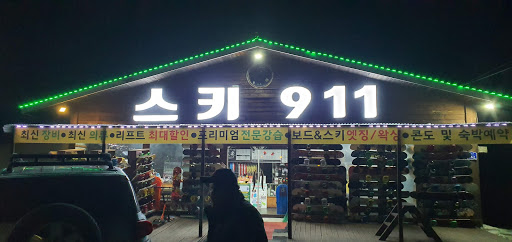 스키 911
최신 장비●최신 의류●리프트 최대할인●프리미엄 전문강습●보드&스키 엣징/왁싱●콘도 및 숙박예약